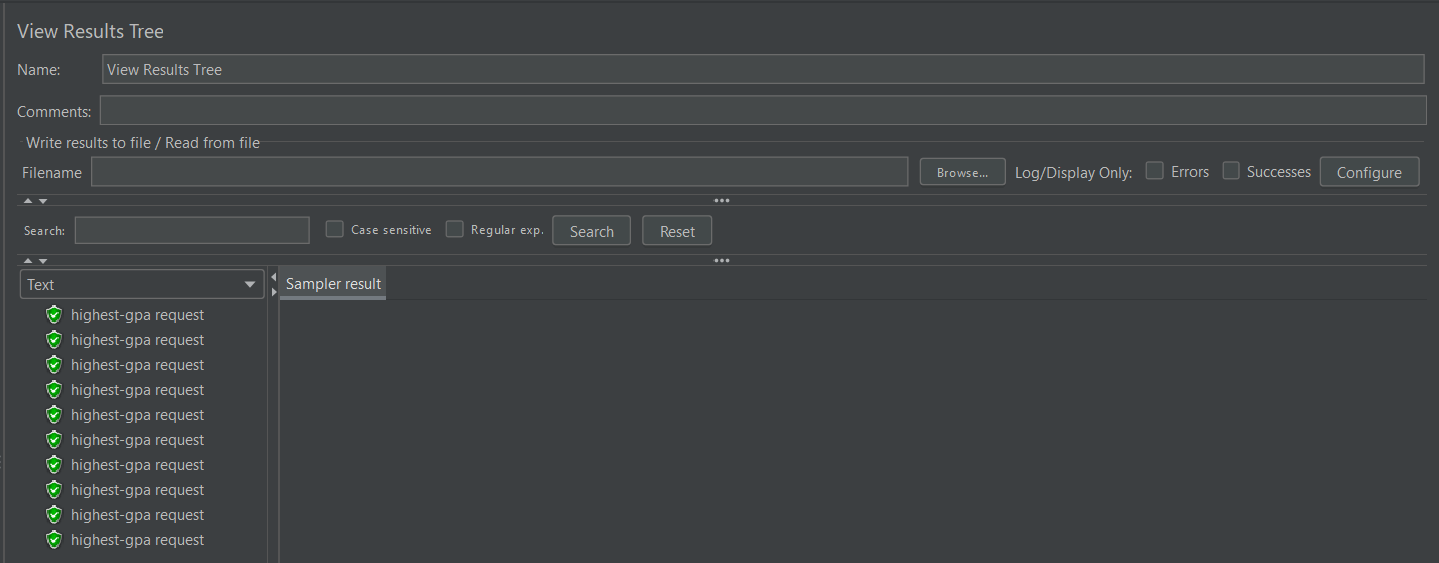 View Results Tree
Name: View Results Tree
Comments:
Write results to file / Read from file
Filename Browse... Log/Display Only: Errors Successes Configure
Search: Case sensitive Regular exp. Search Reset
Text Sampler result
highest-gpa request
highest-gpa request
highest-gpa request
highest-gpa request
highest-gpa request
highest-gpa request
highest-gpa request
highest-gpa request
highest-gpa request
highest-gpa request